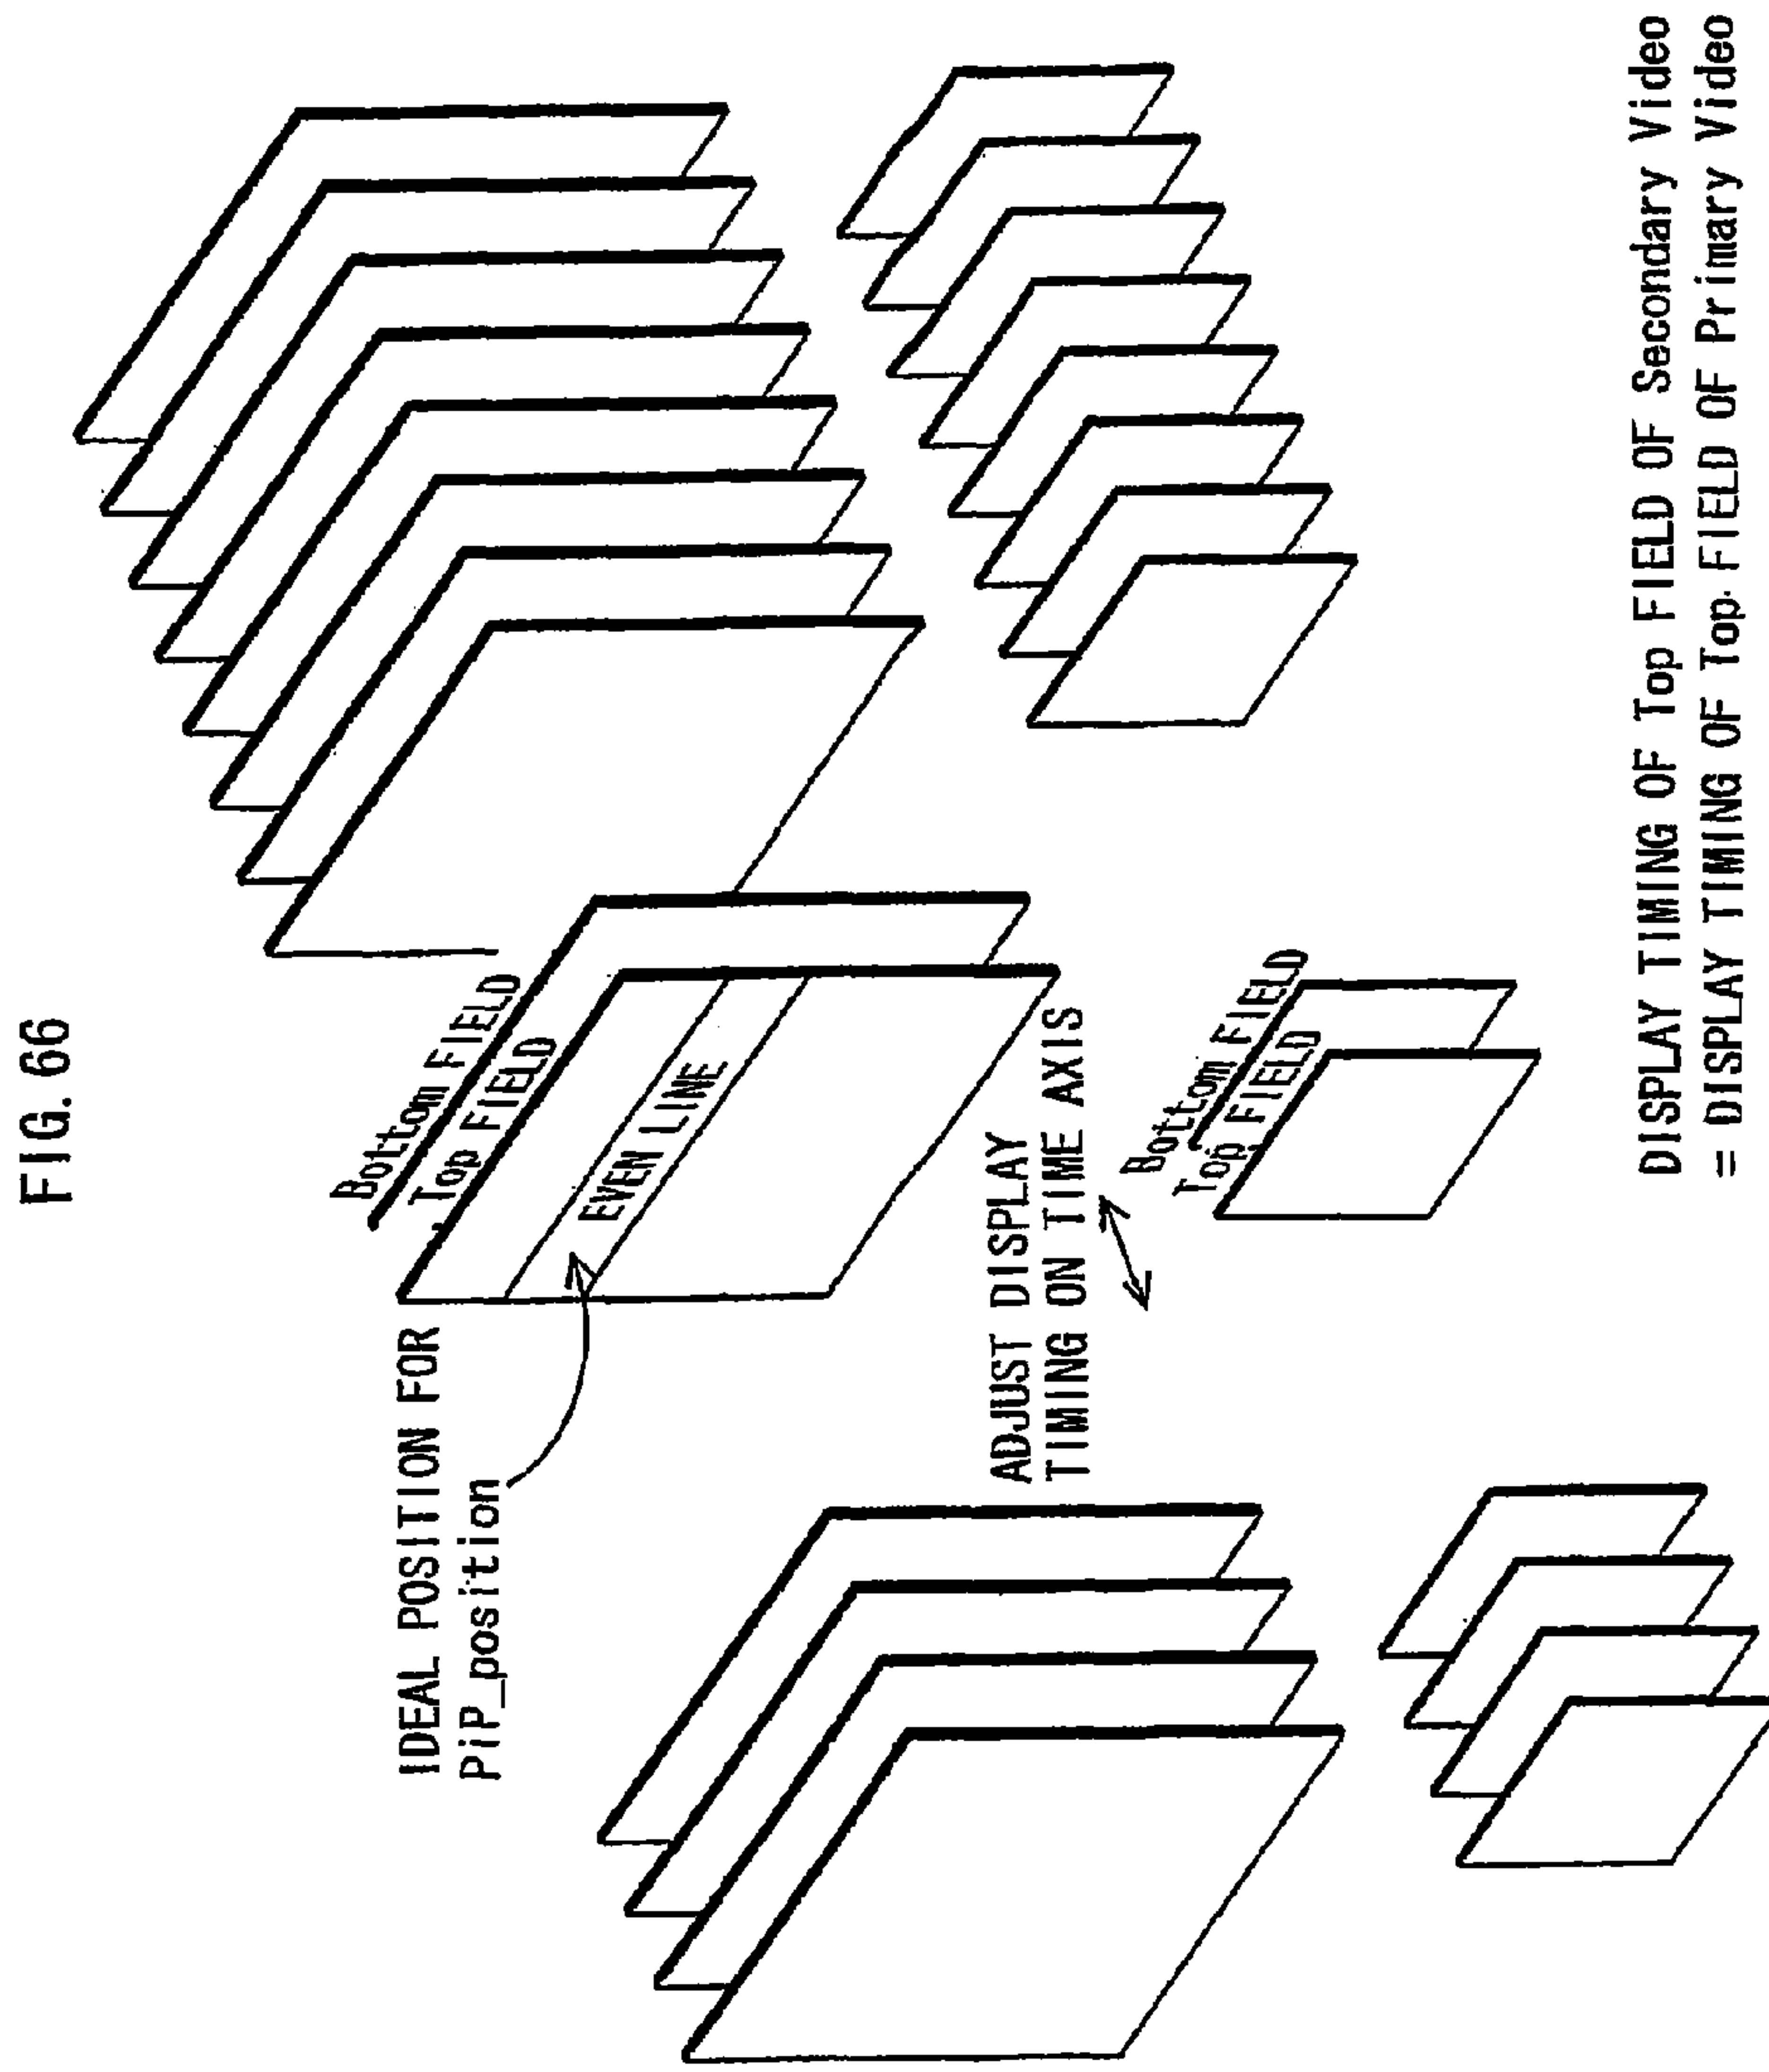 FIG. 66
IDEAL POSITION FOR
PiP_position
Bottom FIELD
Top FIELD
EVEN LINE
ADJUST DISPLAY
TIMING ON TIME AXIS
Bottom FIELD
Top FIELD
DISPLAY TIMING OF Top FIELD OF Secondary Video
= DISPLAY TIMING OF Top FIELD OF Primary Video